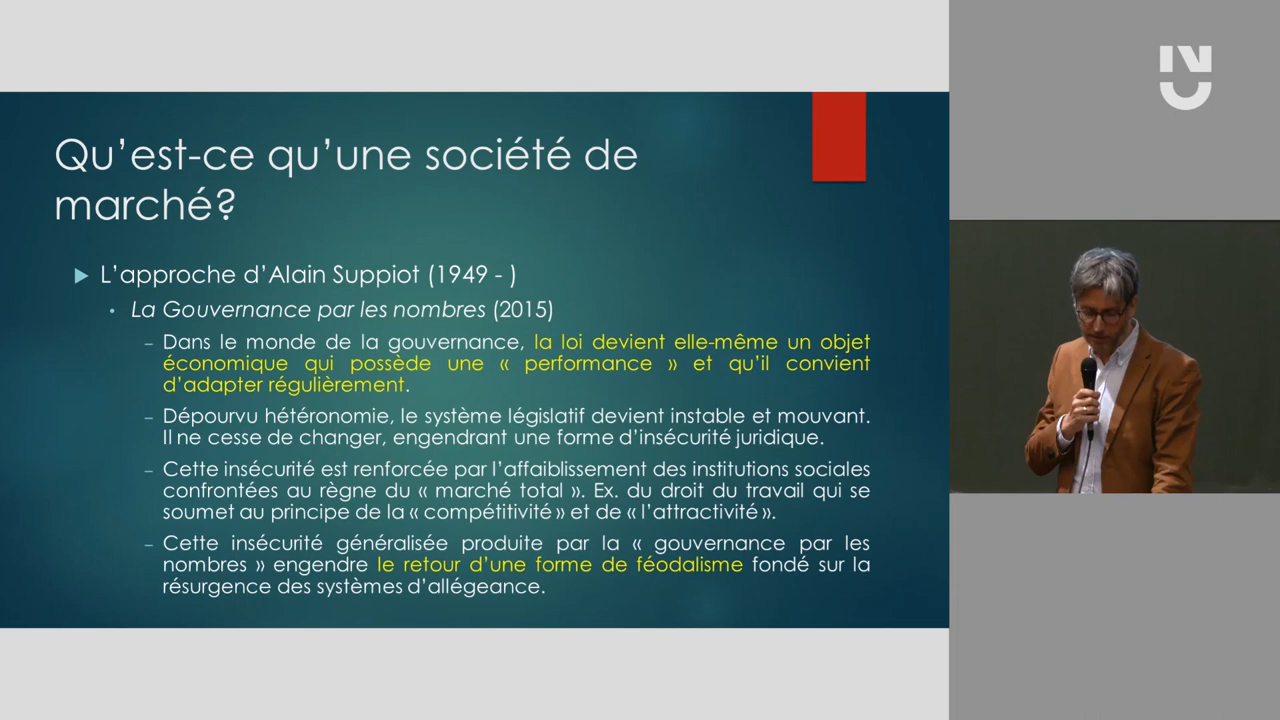 Qu’est-ce qu’une société de
marché?
L’approche d’Alain Suppiot (1949 - )
La Gouvernance par les nombres (2015)
– Dans le monde de la gouvernance, la loi devient elle-même un objet
économique qui possède une « performance » et qu’il convient
d’adapter régulièrement.
– Dépourvu hétéronomie, le système législatif devient instable et mouvant.
Il ne cesse de changer, engendrant une forme d’insécurité juridique.
– Cette insécurité est renforcée par l’affaiblissement des institutions sociales
confrontées au règne du « marché total ». Ex. du droit du travail qui se
soumet au principe de la « compétitivité » et de « l’attractivité ».
– Cette insécurité généralisée produite par la « gouvernance par les
nombres » engendre le retour d’une forme de féodalisme fondé sur la
résurgence des systèmes d’allégeance.